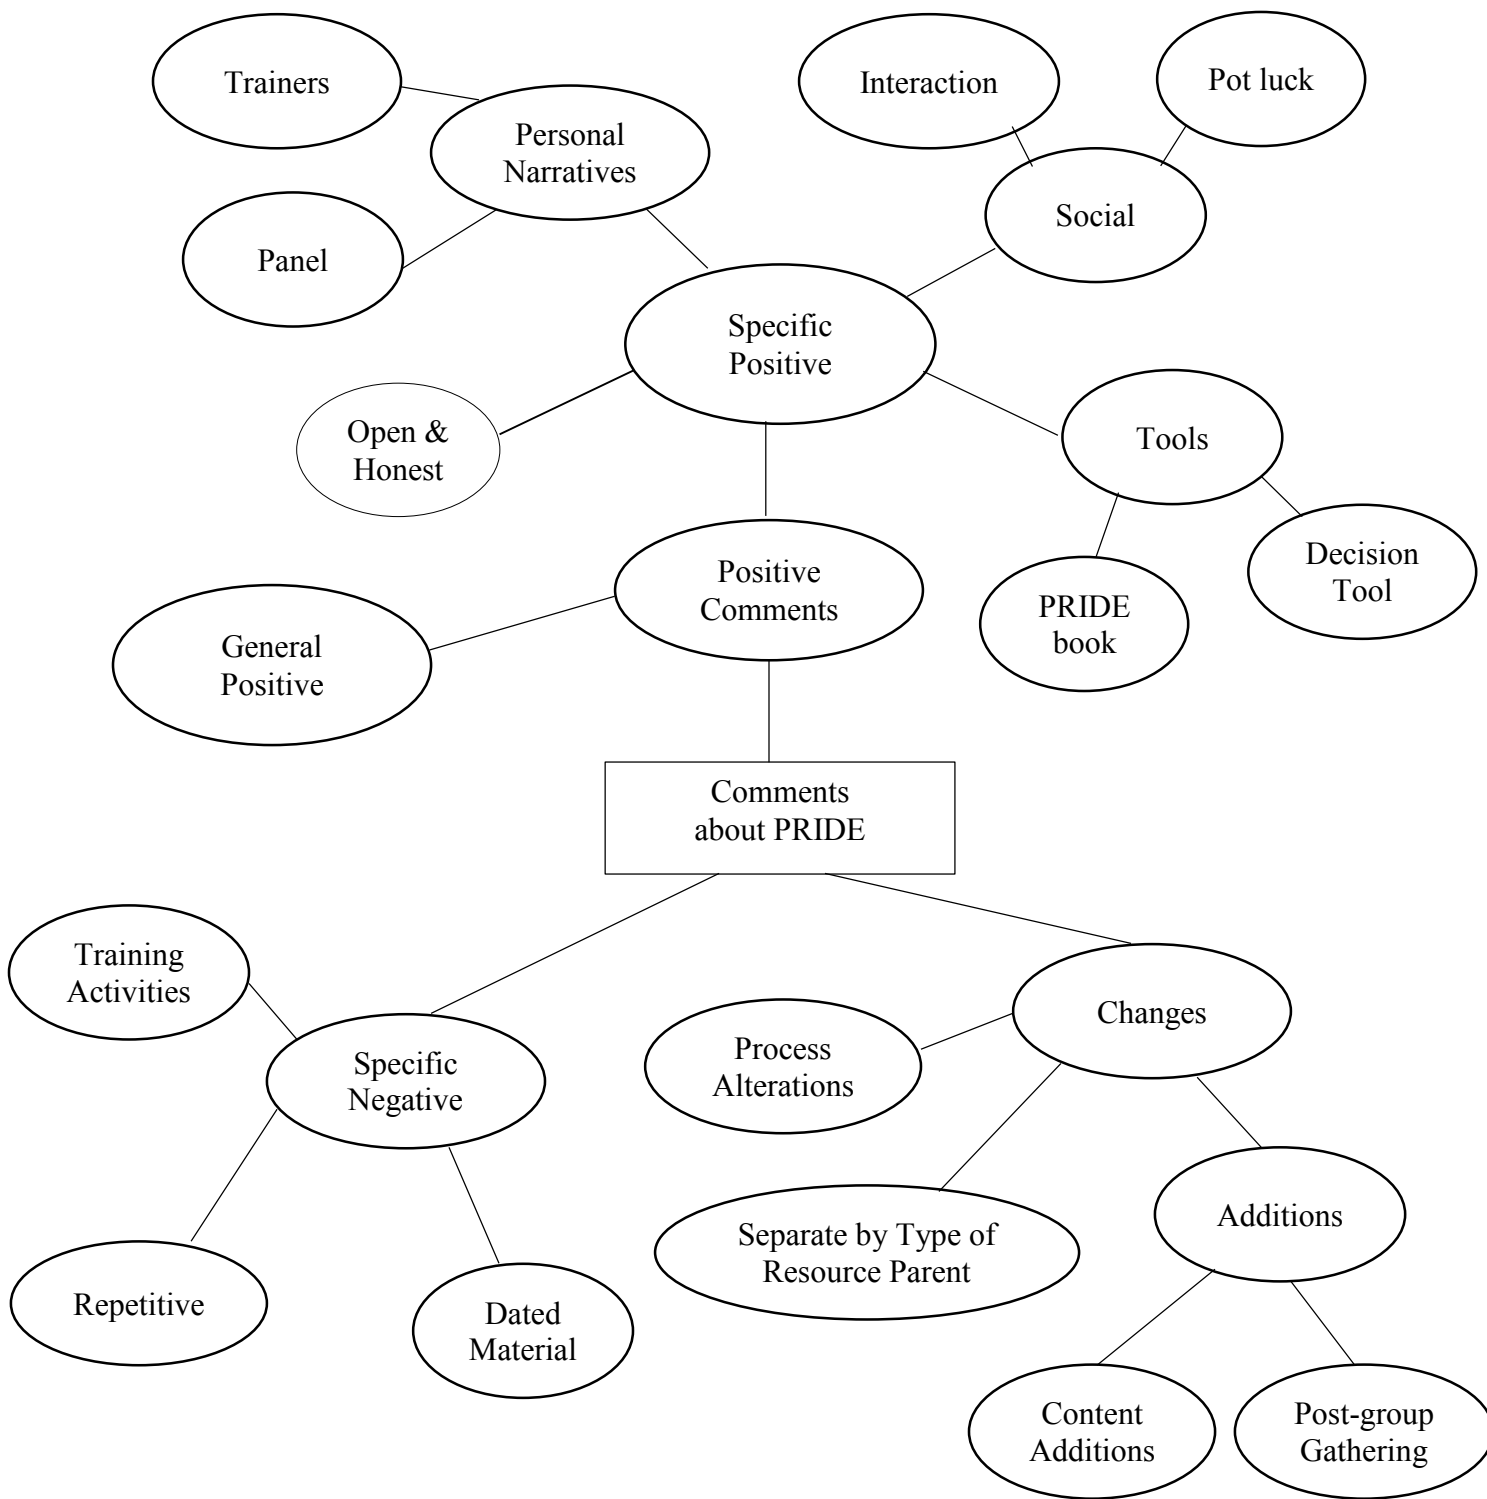 Trainers
Interaction
Pot luck
Personal
Narratives
Social
Panel
Specific
Positive
Open &
Honest
Tools
Positive
Comments
Decision
Tool
PRIDE
book
General
Positive
Comments
about PRIDE
Training
Activities
Changes
Process
Alterations
Specific
Negative
Separate by Type of
Resource Parent
Additions
Repetitive
Dated
Material
Content
Additions
Post-group
Gathering